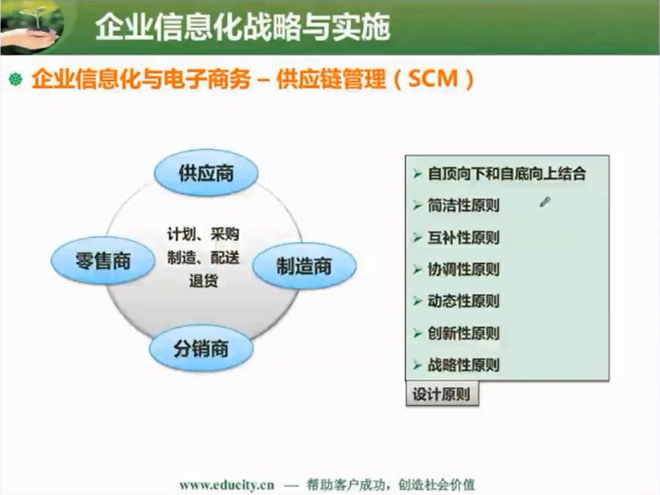 企业信息化战略与实施
企业信息化与电子商务 – 供应链管理（SCM）
供应商
零售商
计划、采购
制造、配送
退货
制造商
分销商
自顶向下和自底向上结合
简洁性原则
互补性原则
协调性原则
动态性原则
创新性原则
战略性原则
设计原则
www.educity.cn — 帮助客户成功，创造社会价值